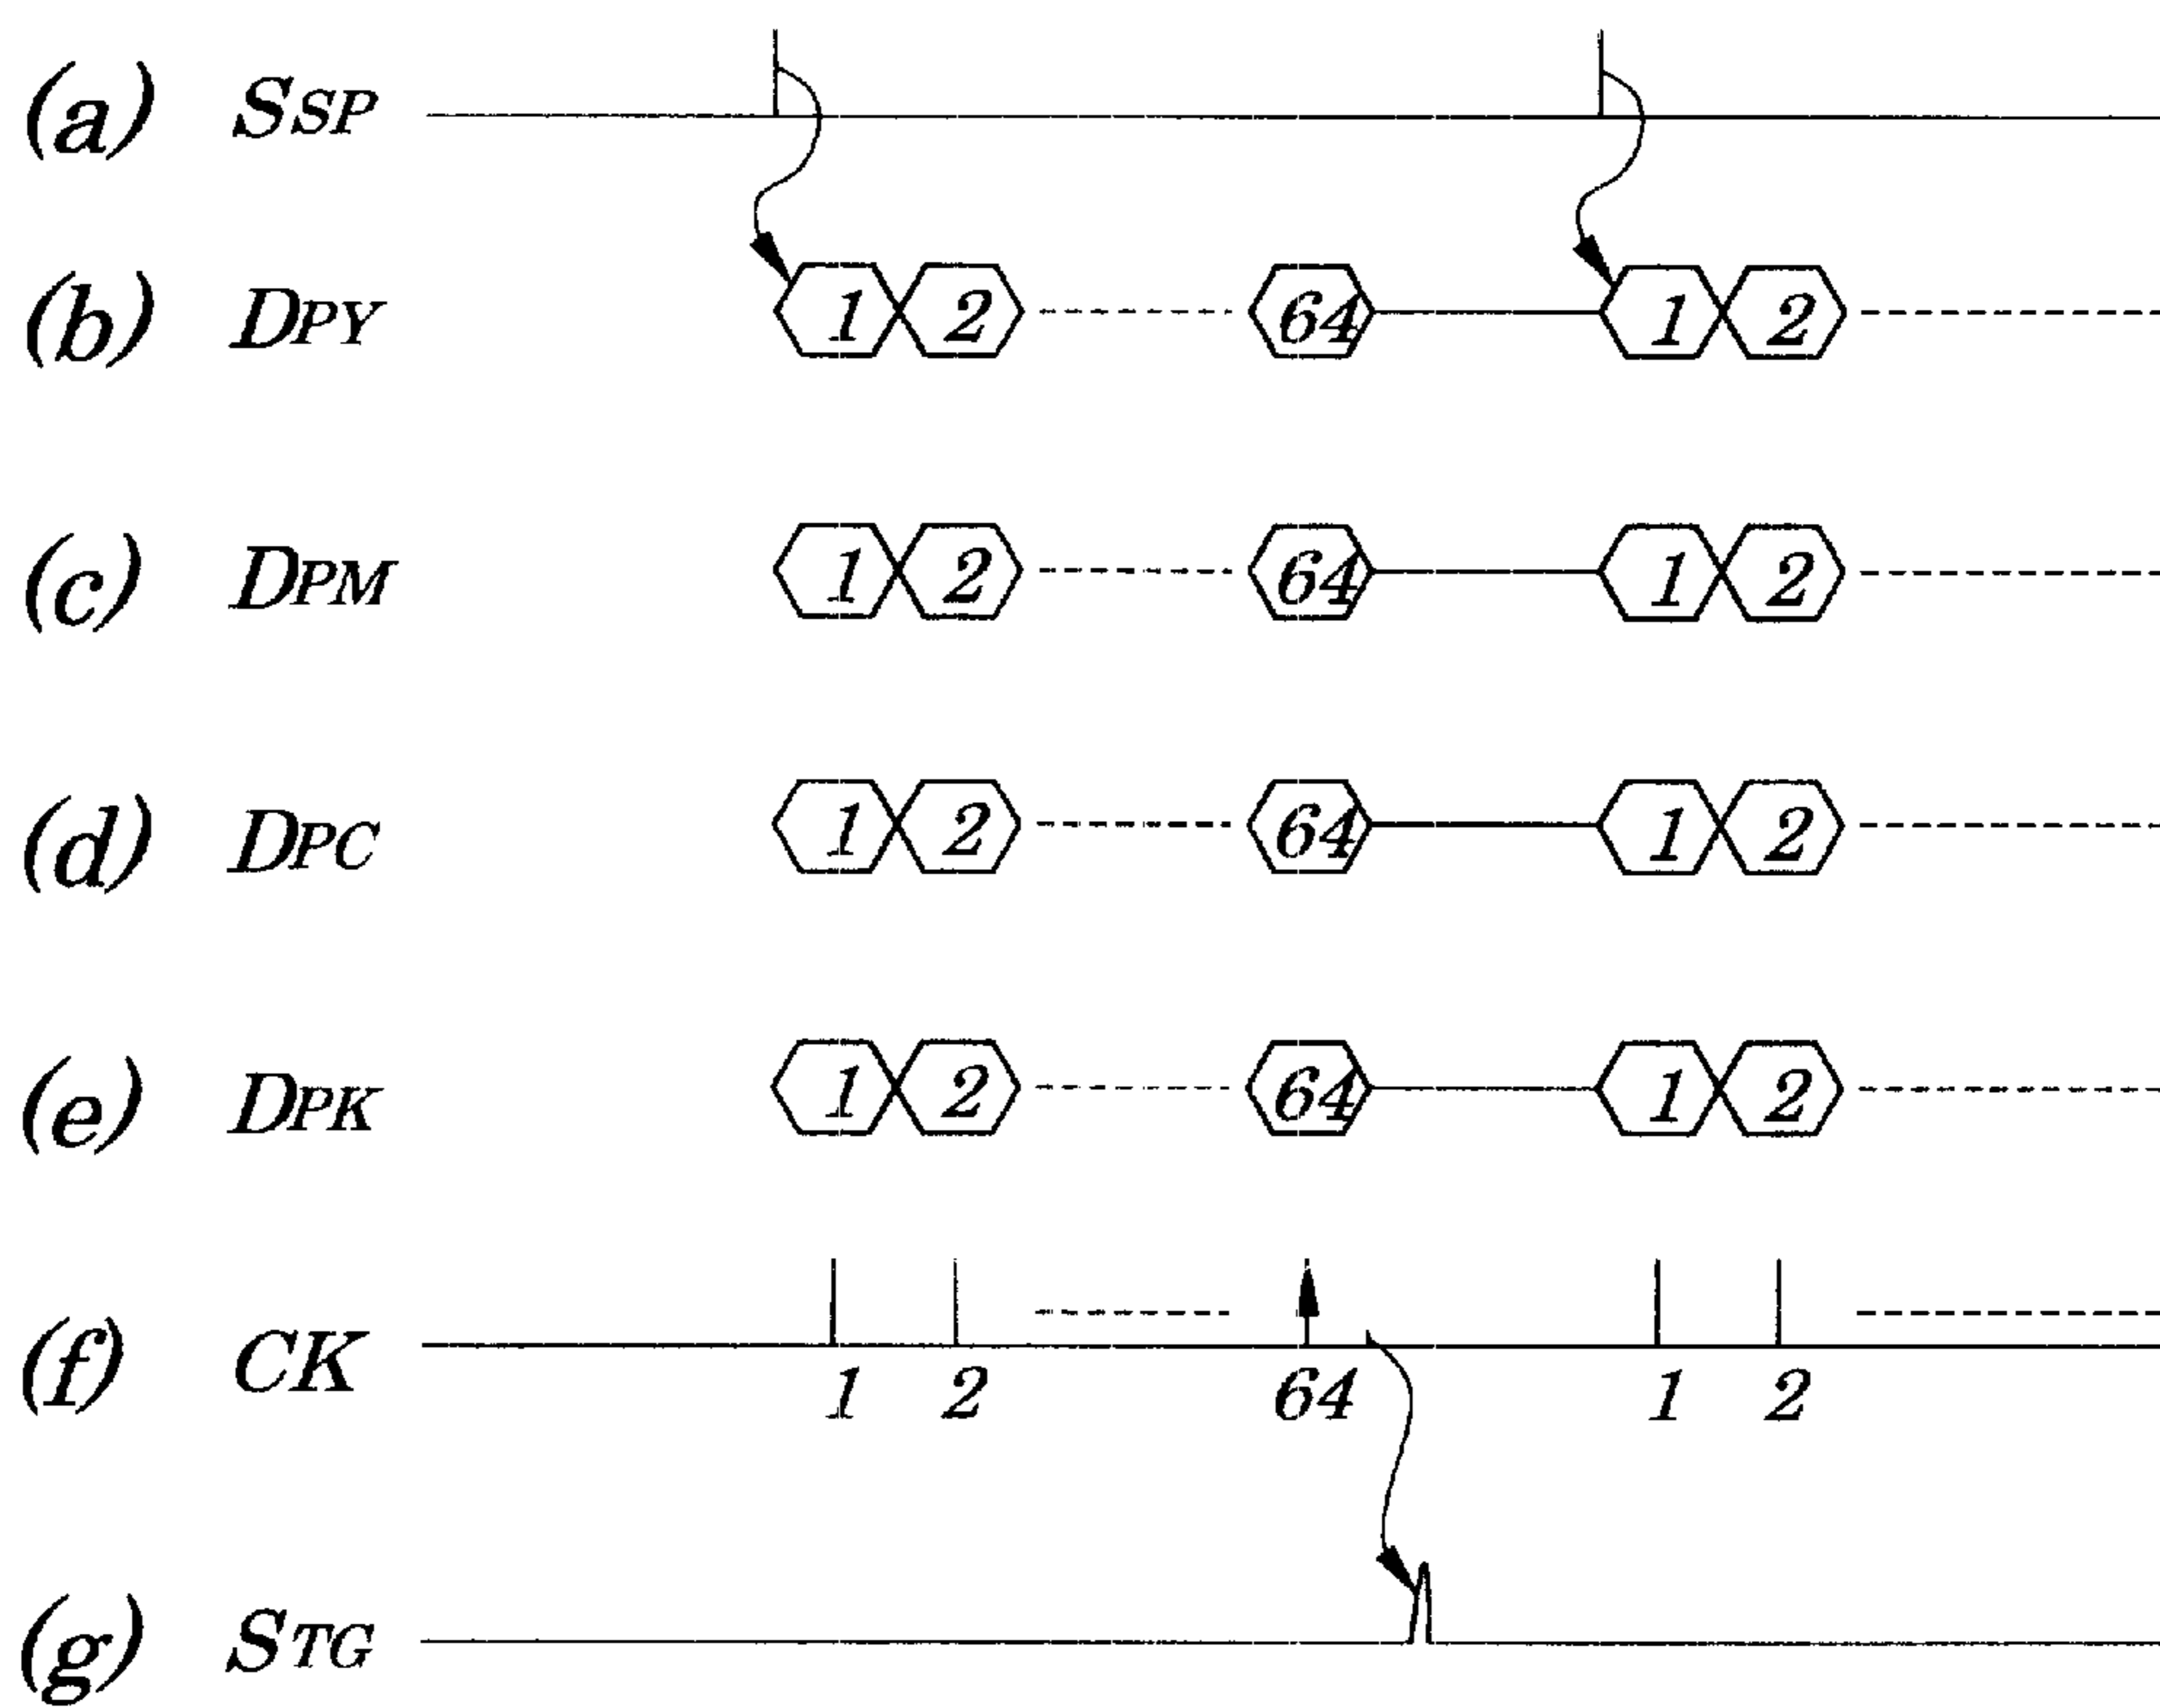 (a) SSP
(b) DPY 1 2 64 1 2
(c) DPM 1 2 64 1 2
(d) DPC 1 2 64 1 2
(e) DPK 1 2 64 1 2
(f) CK
1 2 64 1 2
(g) STG